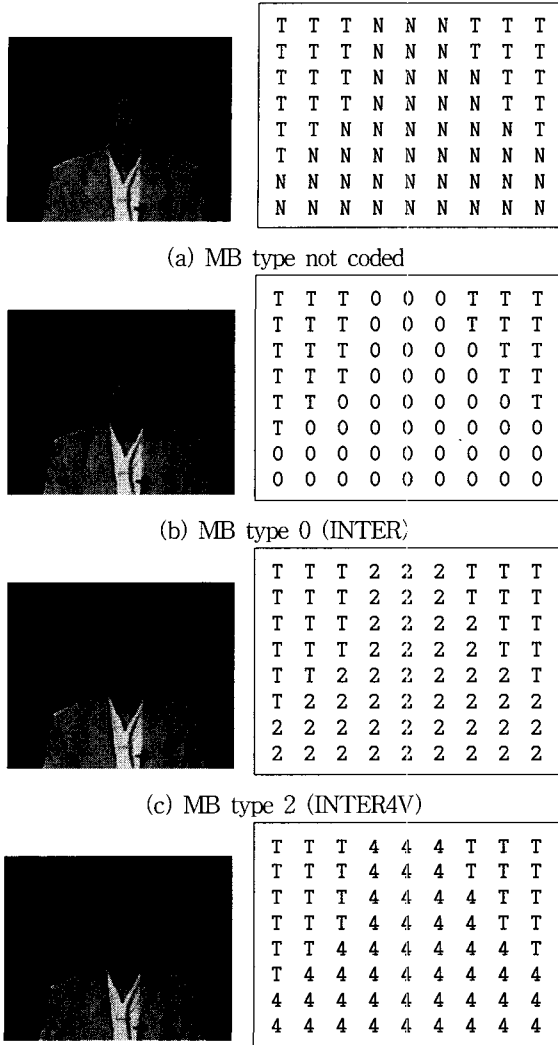 T T T N N N T T T
T T T N N N T T T
T T T N N N N T T
T T T N N N N T T
T T N N N N N N T
T N N N N N N N N
N N N N N N N N N
N N N N N N N N N
(a) MB type not coded
T T T 0 0 0 T T T
T T T 0 0 0 T T T
T T T 0 0 0 0 T T
T T T 0 0 0 0 T T
T T 0 0 0 0 0 0 T
T 0 0 0 0 0 0 0 0
0 0 0 0 0 0 0 0 0
0 0 0 0 0 0 0 0 0
(b) MB type 0 (INTER)
T T T 2 2 2 T T T
T T T 2 2 2 T T T
T T T 2 2 2 2 T T
T T T 2 2 2 2 T T
T T 2 2 2 2 2 2 T
T 2 2 2 2 2 2 2 2
2 2 2 2 2 2 2 2 2
2 2 2 2 2 2 2 2 2
(c) MB type 2 (INTER4V)
T T T 4 4 4 T T T
T T T 4 4 4 T T T
T T T 4 4 4 4 T T
T T T 4 4 4 4 T T
T T 4 4 4 4 4 4 T
T 4 4 4 4 4 4 4 4
4 4 4 4 4 4 4 4 4
4 4 4 4 4 4 4 4 4